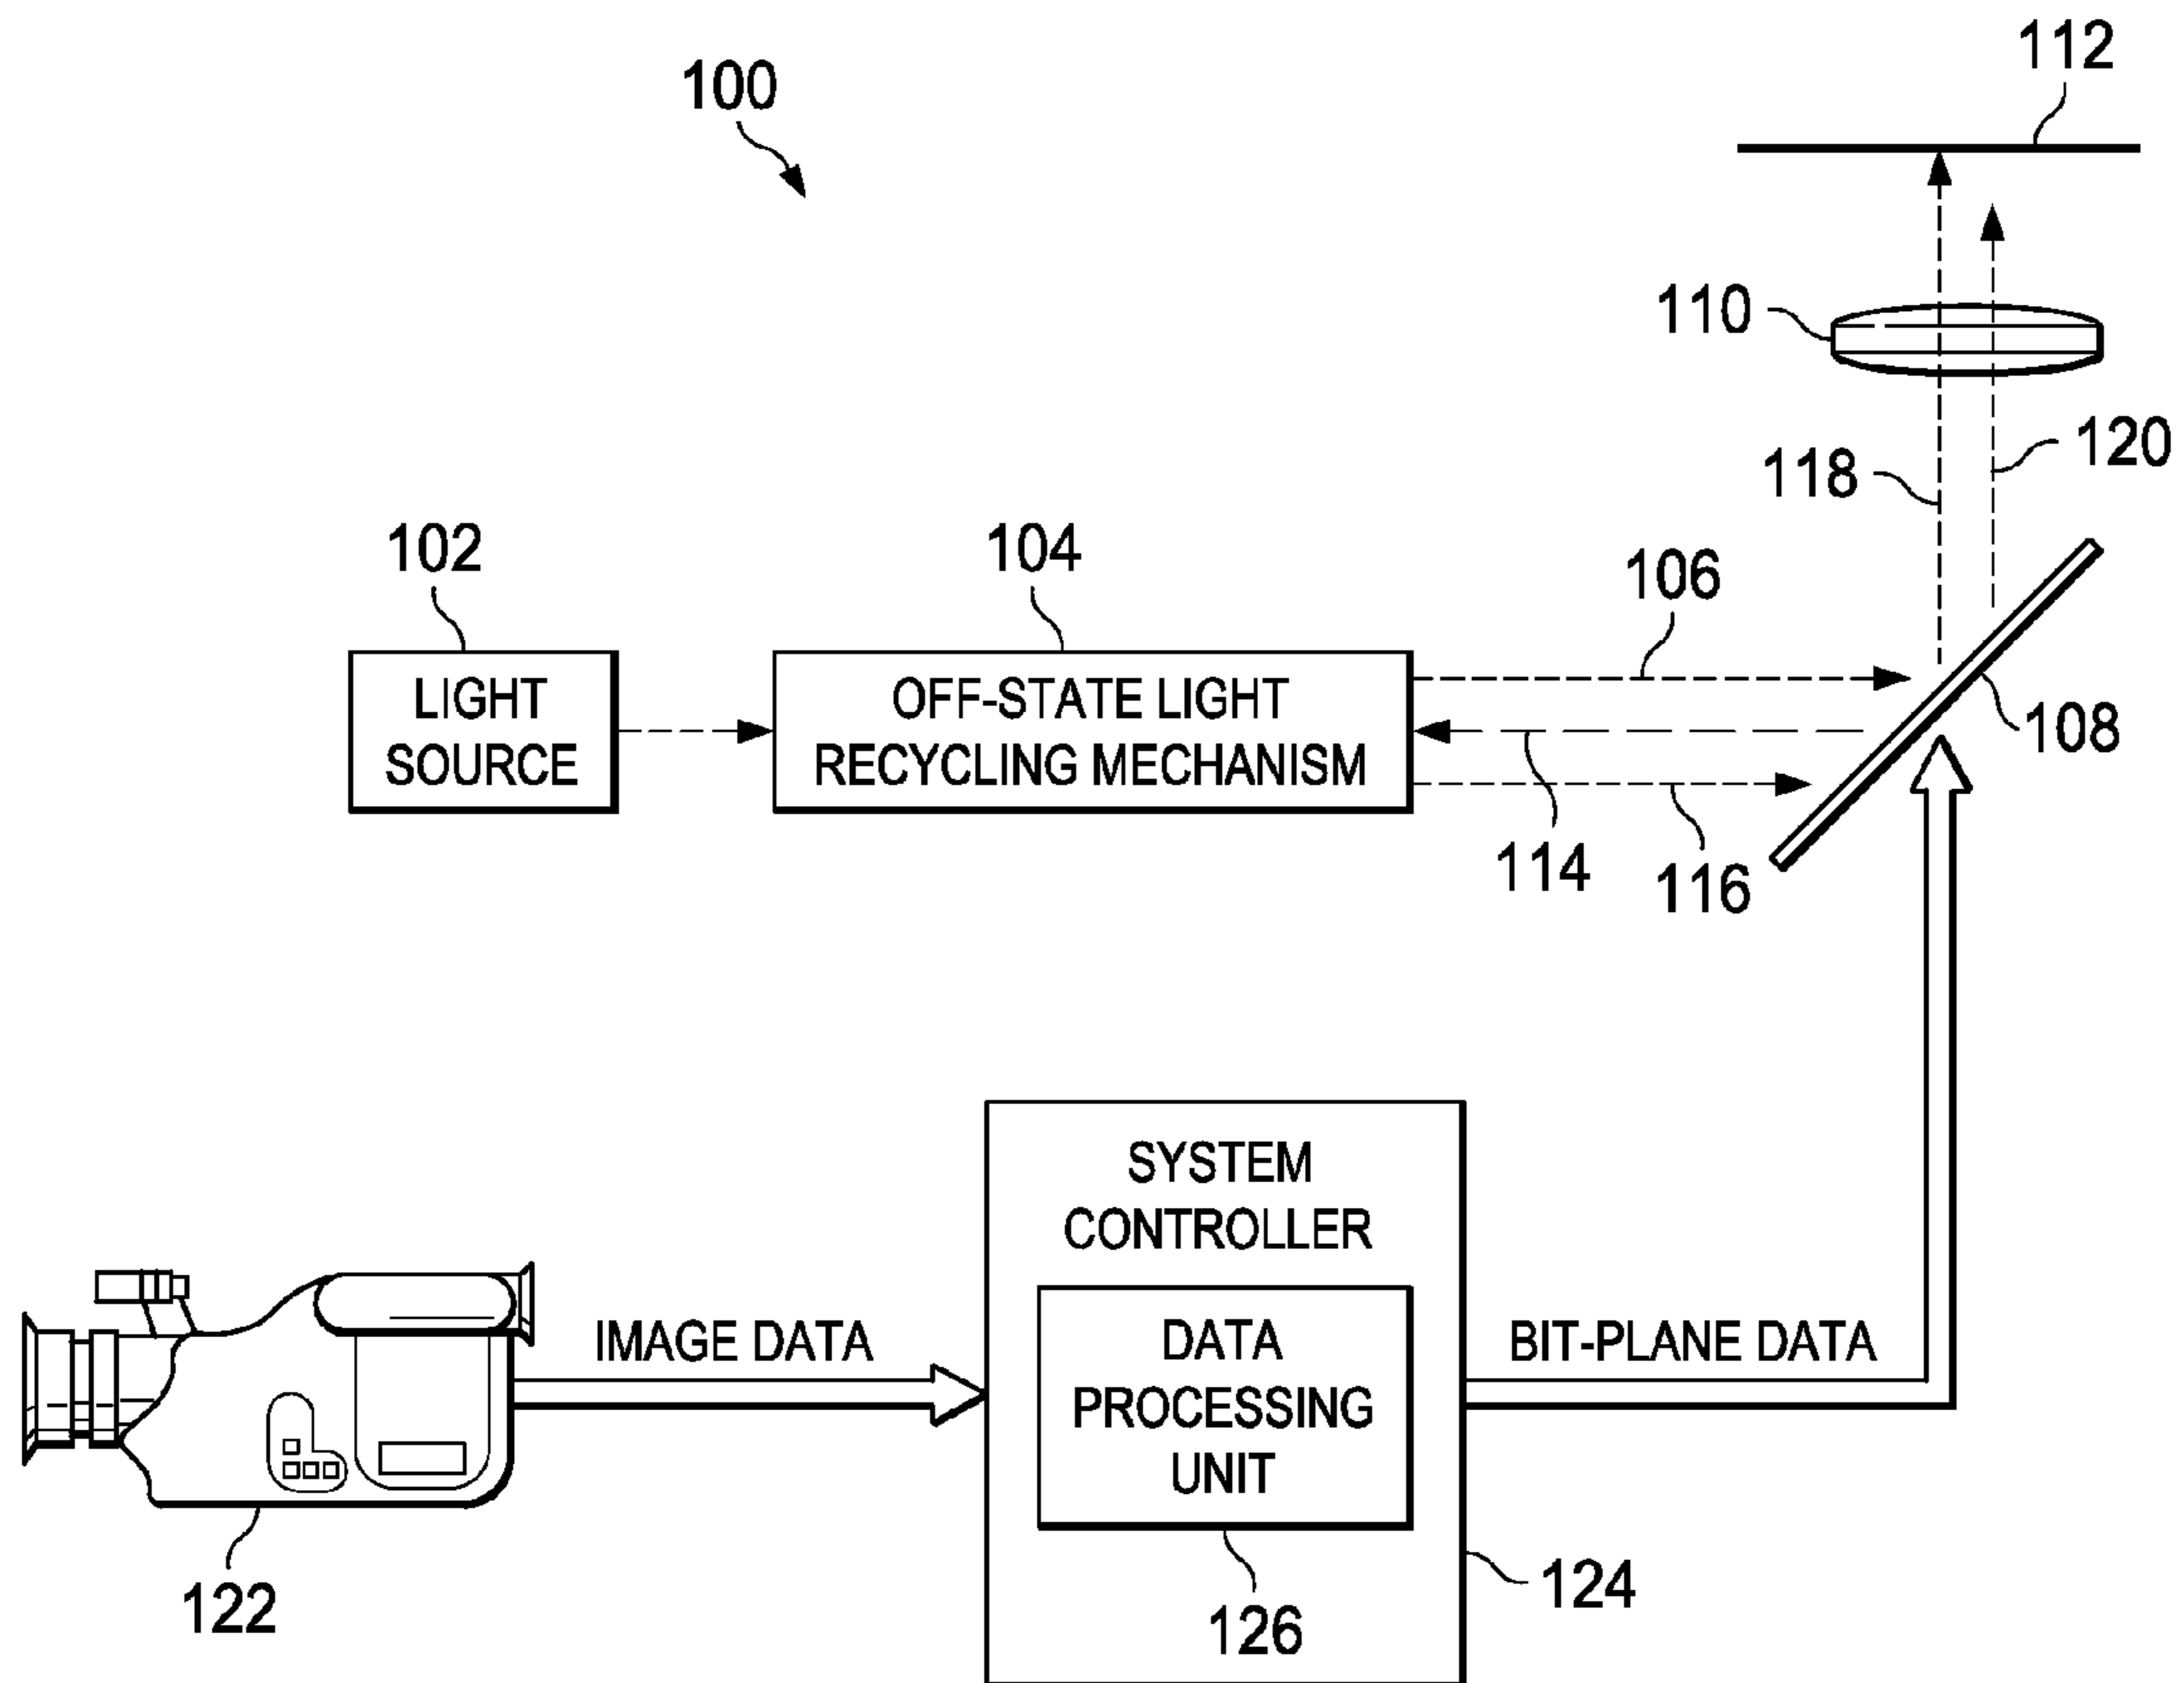 112
100
110
120
118
102
104
106
LIGHT
SOURCE
OFF-STATE LIGHT
RECYCLING MECHANISM
108
114
116
SYSTEM
CONTROLLER
IMAGE DATA
DATA
PROCESSING
UNIT
BIT-PLANE DATA
122
126
124